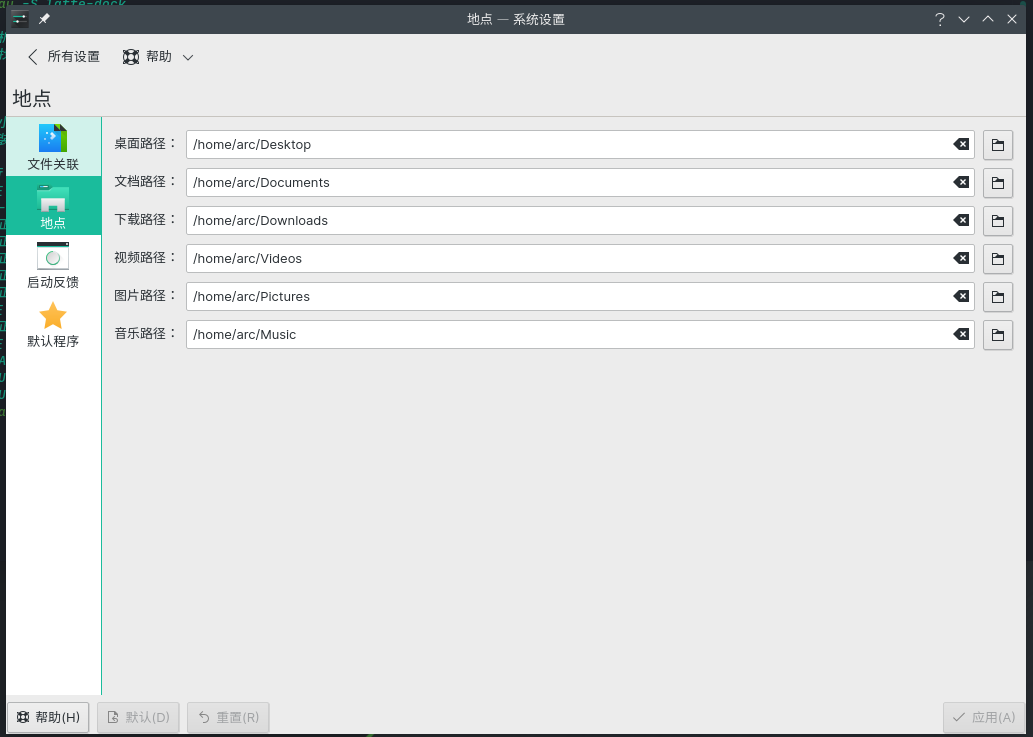 -S latte-dock
地点 — 系统设置
所有设置 帮助
地点
文件关联
地点
启动反馈
默认程序
桌面路径： /home/arc/Desktop
文档路径： /home/arc/Documents
下载路径： /home/arc/Downloads
视频路径： /home/arc/Videos
图片路径： /home/arc/Pictures
音乐路径： /home/arc/Music
帮助(H) 默认(D) 重置(R) 应用(A)